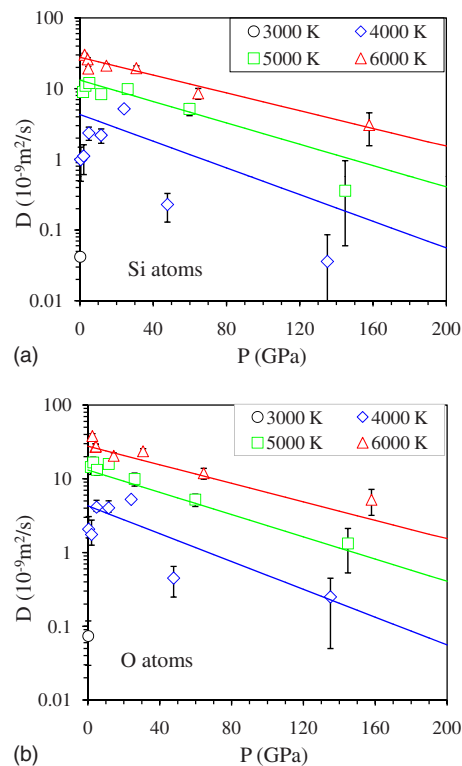 3000 K 4000 K
5000 K 6000 K
100
10
1
0.1
0.01
D (10⁻⁹m²/s)
Si atoms
0 40 80 120 160 200
(a) P (GPa)
3000 K 4000 K
5000 K 6000 K
100
10
1
0.1
0.01
D (10⁻⁹m²/s)
O atoms
0 40 80 120 160 200
(b) P (GPa)